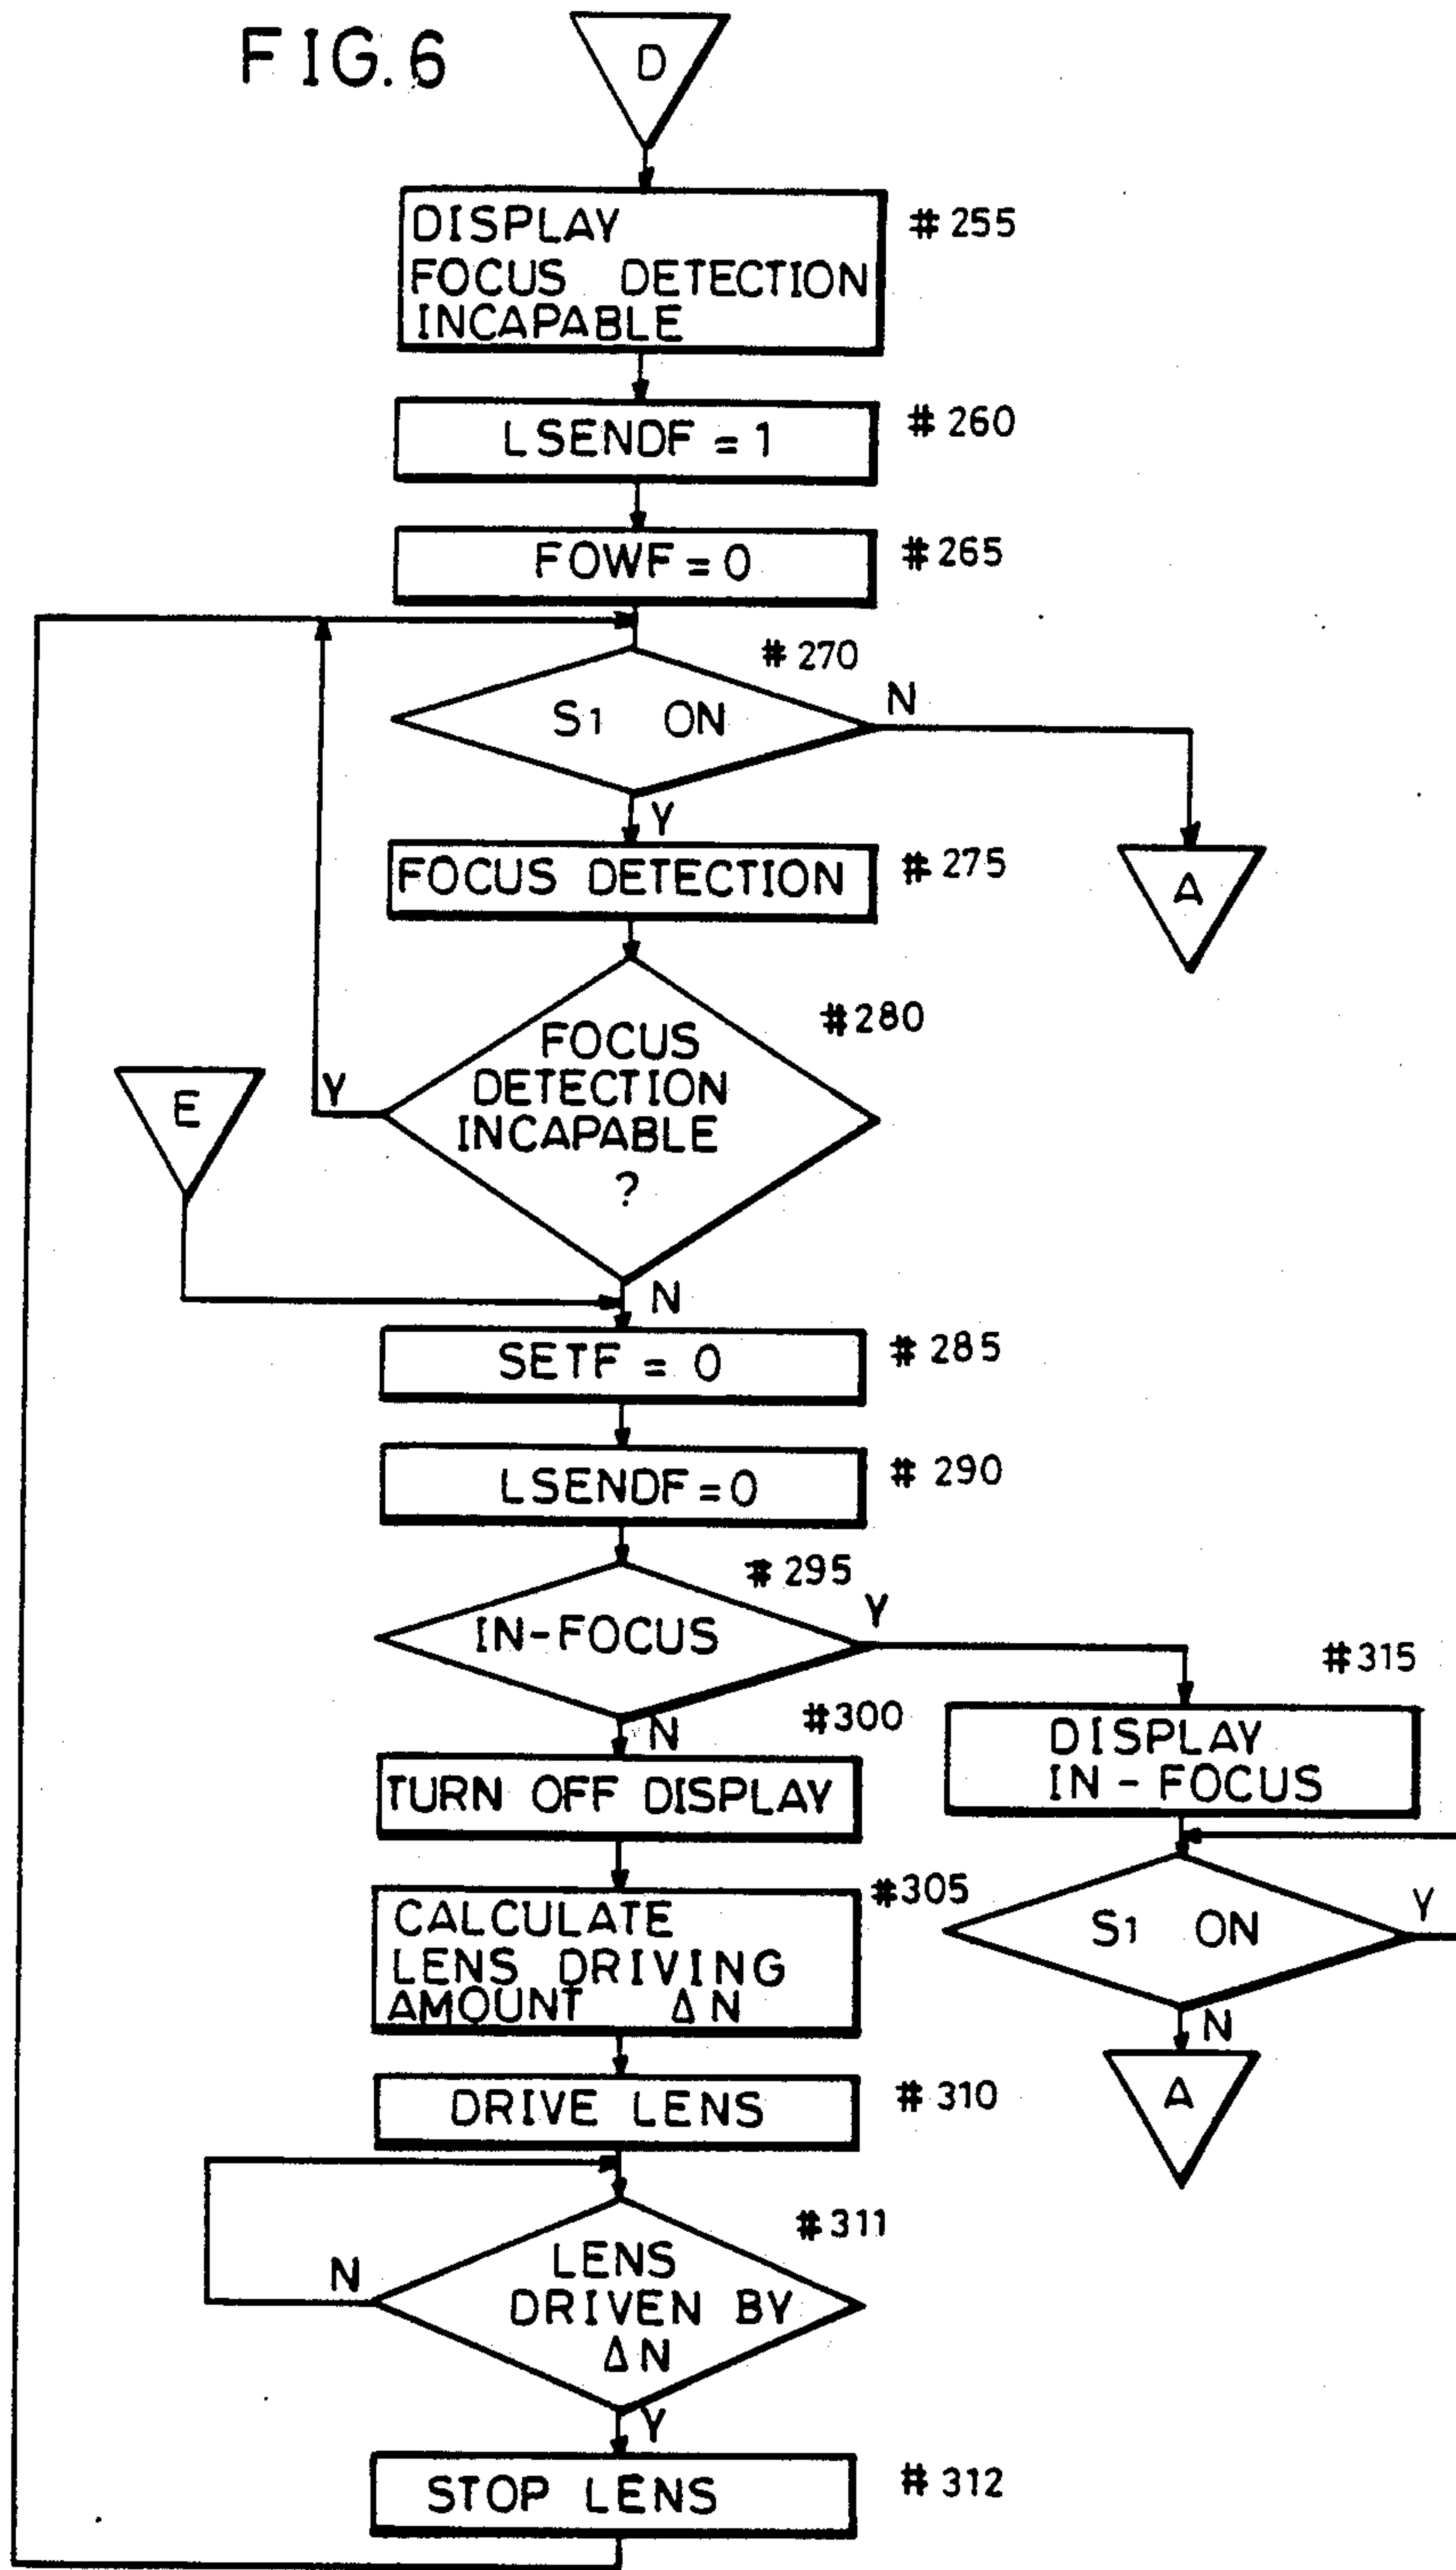 FIG.6
D
DISPLAY
FOCUS DETECTION
INCAPABLE
#255
LSENDF = 1
#260
FOWF = 0
#265
#270
S1 ON
N
Y
FOCUS DETECTION
#275
A
#280
FOCUS
DETECTION
INCAPABLE
?
Y
E
N
SETF = 0
#285
LSENDF = 0
#290
#295
IN-FOCUS
Y
#315
N
#300
DISPLAY
IN-FOCUS
TURN OFF DISPLAY
#305
CALCULATE
LENS DRIVING
AMOUNT ΔN
S1 ON
Y
N
A
DRIVE LENS
#310
#311
LENS
DRIVEN BY
ΔN
N
Y
STOP LENS
#312